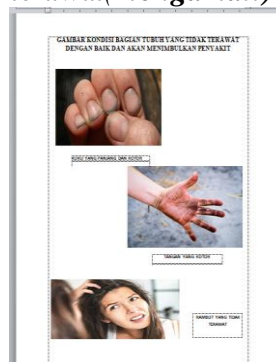 GAMBAR KONDISI BAGIAN TUBUH YANG TIDAK TERAWAT
DENGAN BAIK DAN AKAN MENIMBULKAN PENYAKIT
KUKU YANG PANJANG DAN KOTOR
TANGAN YANG KOTOR
RAMBUT YANG TIDAK
TERAWAT